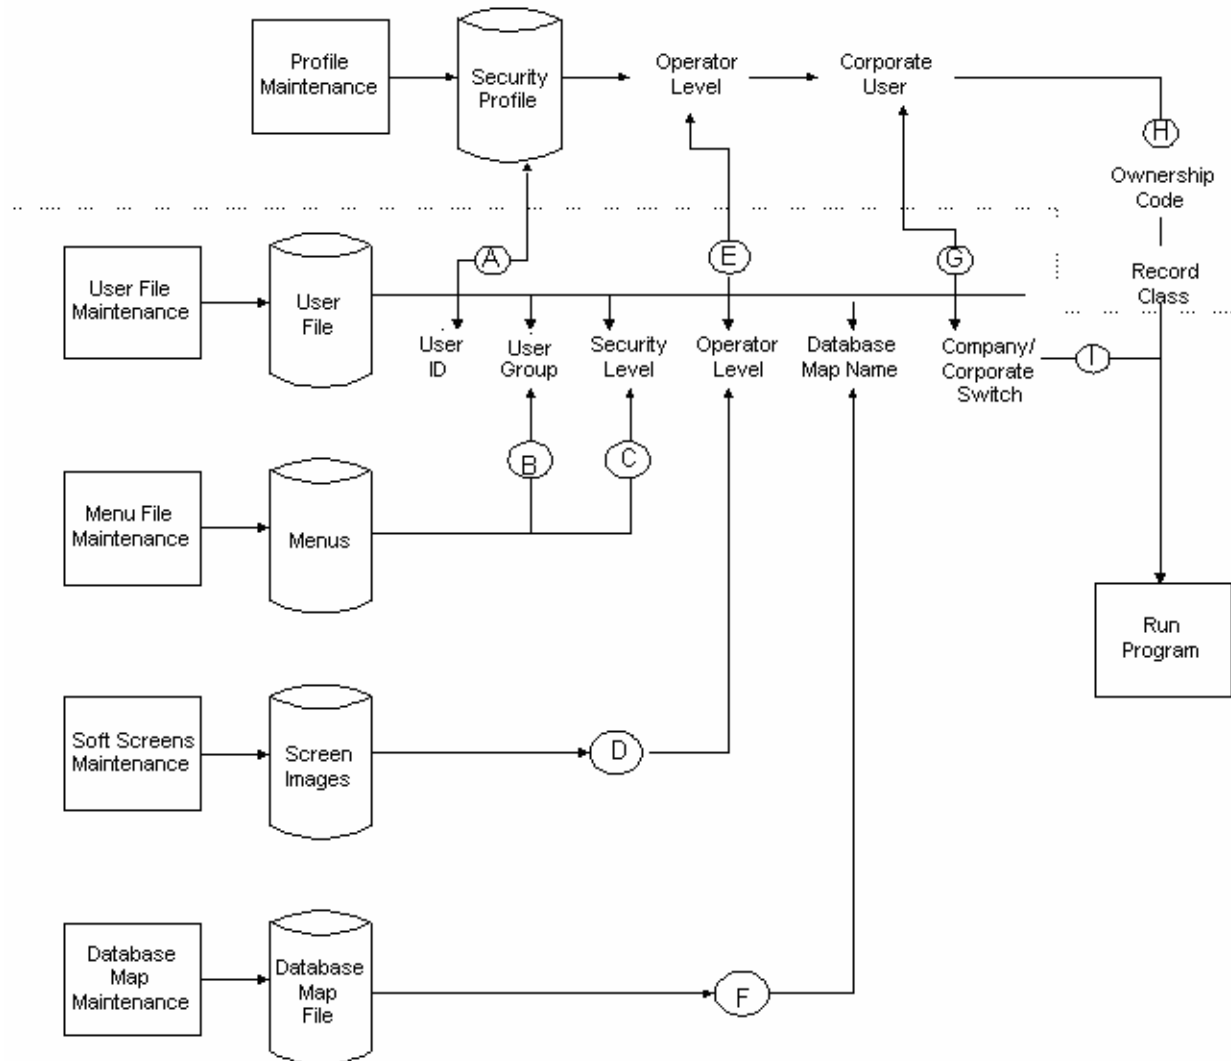 Profile
Maintenance
Security
Profile
Operator
Level
Corporate
User
H
Ownership
Code
Record
Class
A
E
G
User File
Maintenance
User
File
User
ID
User
Group
Security
Level
Operator
Level
Database
Map Name
Company/
Corporate
Switch
I
B
C
Menu File
Maintenance
Menus
Run
Program
Soft Screens
Maintenance
Screen
Images
D
Database
Map
Maintenance
Database
Map
File
F